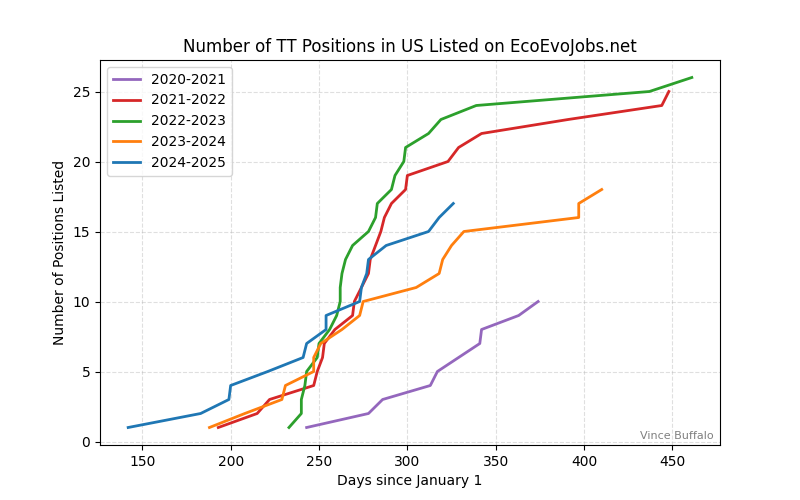 Number of TT Positions in US Listed on EcoEvoJobs.net
2020-2021
2021-2022
2022-2023
2023-2024
2024-2025
25
20
15
10
5
0
Number of Positions Listed
Vince Buffalo
150 200 250 300 350 400 450
Days since January 1